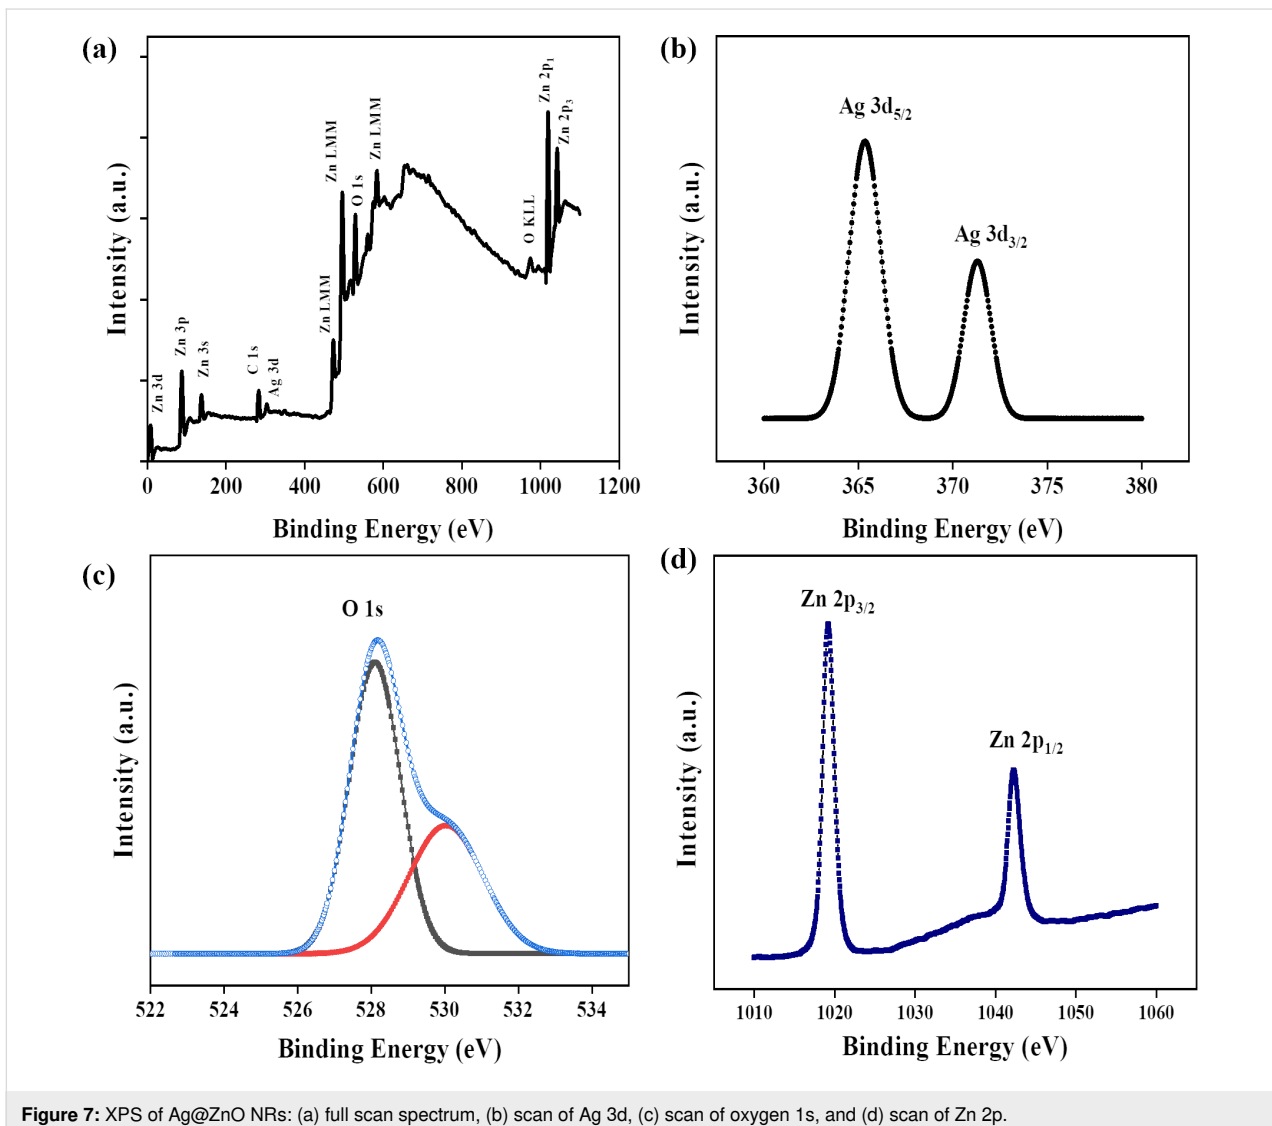 (a)
Zn 3d
Zn 3p
Zn 3s
C 1s
Ag 3d
Zn LMM
Zn LMM
O 1s
Zn LMM
O KLL
Zn 2p1
Zn 2p3
Intensity (a.u.)
0 200 400 600 800 1000 1200
Binding Energy (eV)
(b)
Ag 3d5/2
Ag 3d3/2
Intensity (a.u.)
360 365 370 375 380
Binding Energy (eV)
(c)
O 1s
Intensity (a.u.)
522 524 526 528 530 532 534
Binding Energy (eV)
(d)
Zn 2p3/2
Zn 2p1/2
Intensity (a.u.)
1010 1020 1030 1040 1050 1060
Binding Energy (eV)
Figure 7: XPS of Ag@ZnO NRs: (a) full scan spectrum, (b) scan of Ag 3d, (c) scan of oxygen 1s, and (d) scan of Zn 2p.